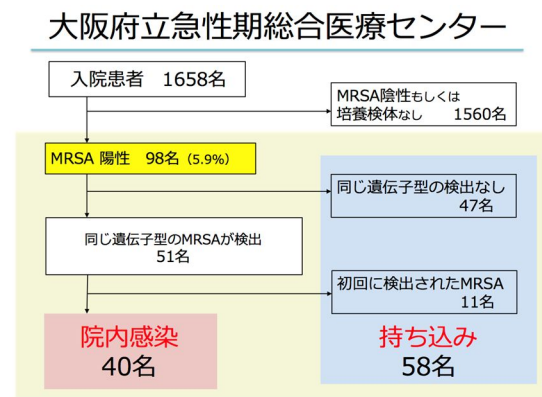 大阪府立急性期総合医療センター
入院患者　1658名
MRSA陰性もしくは
培養検体なし　1560名
MRSA 陽性　98名（5.9%）
同じ遺伝子型の検出なし
47名
同じ遺伝子型のMRSAが検出
51名
初回に検出されたMRSA
11名
院内感染
40名
持ち込み
58名